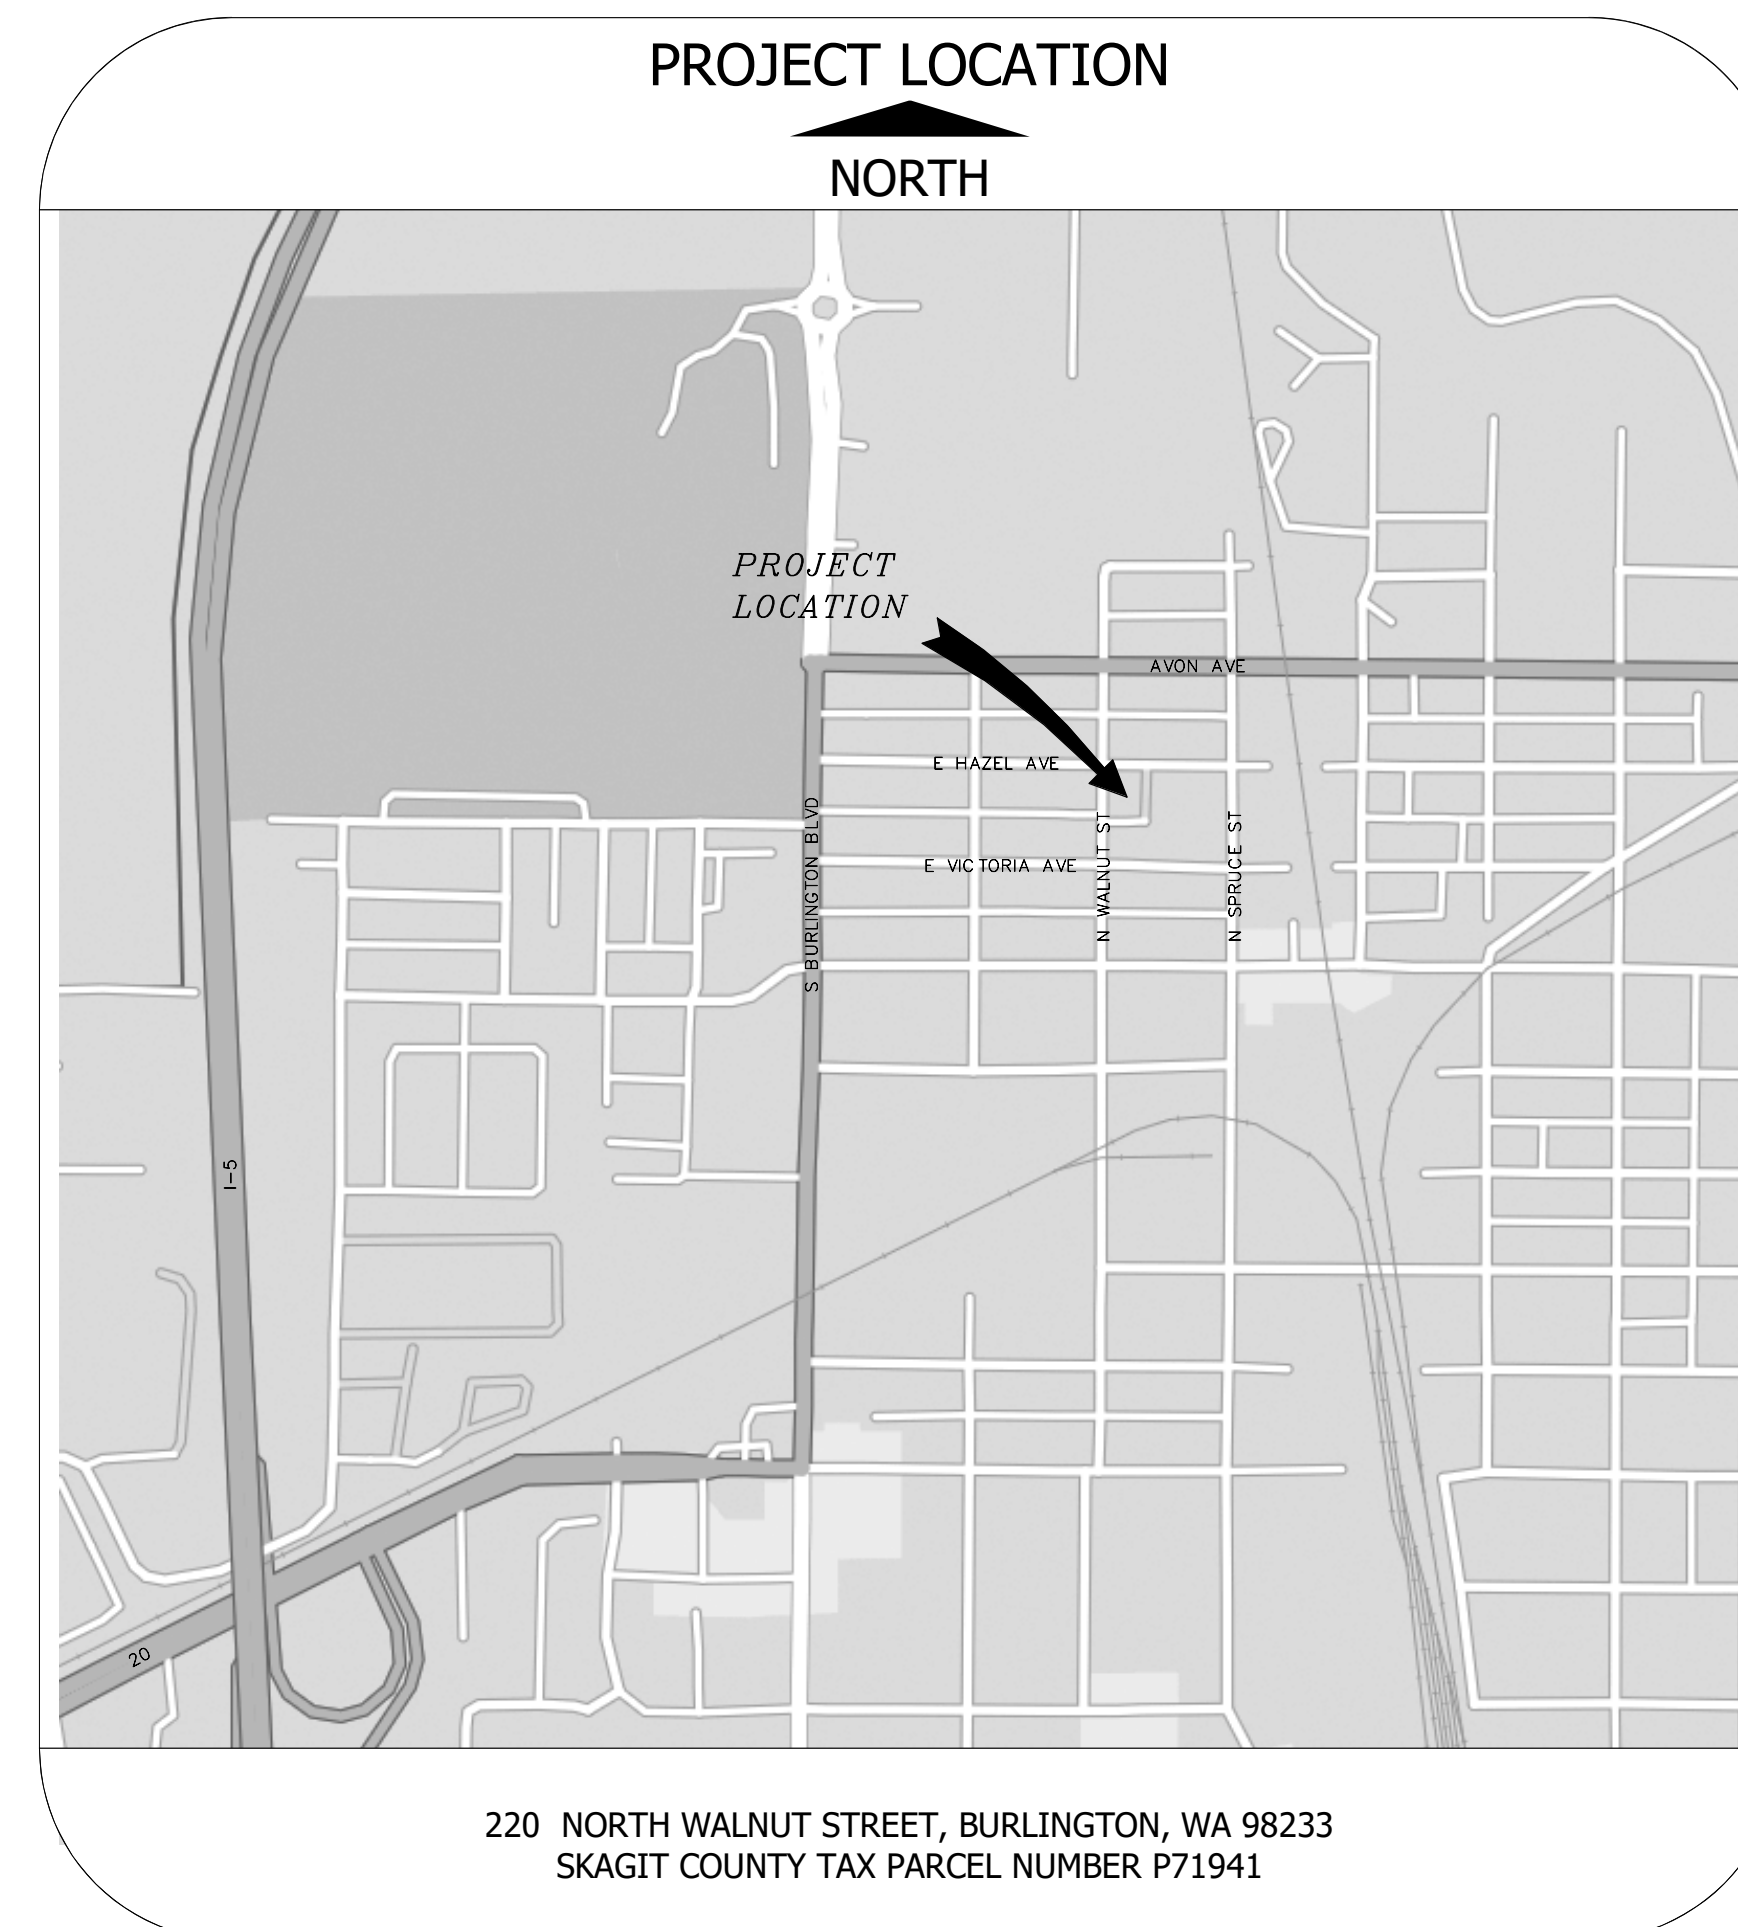 PROJECT LOCATION
NORTH
PROJECT
LOCATION
AVON AVE
E HAZEL AVE
S BURLINGTON BLVD
N WALNUT ST
N SPRUCE ST
E VICTORIA AVE
I-5
20
220 NORTH WALNUT STREET, BURLINGTON, WA 98233
SKAGIT COUNTY TAX PARCEL NUMBER P71941